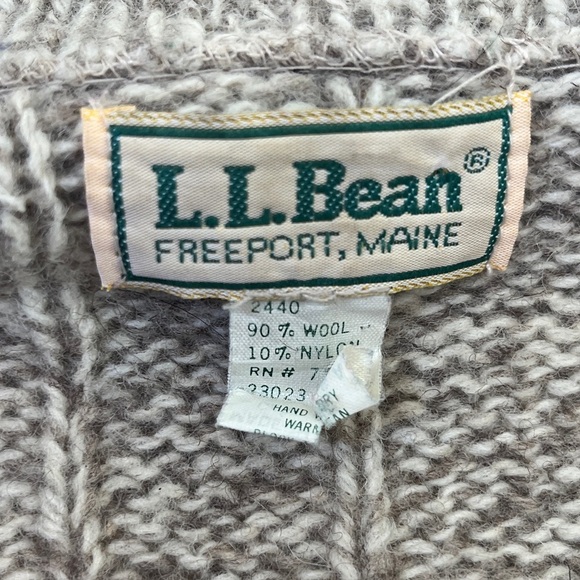 L.L.Bean®
FREEPORT, MAINE
2440
90% WOOL
10% NYLON
RN # 7
23023
HAND
WARM